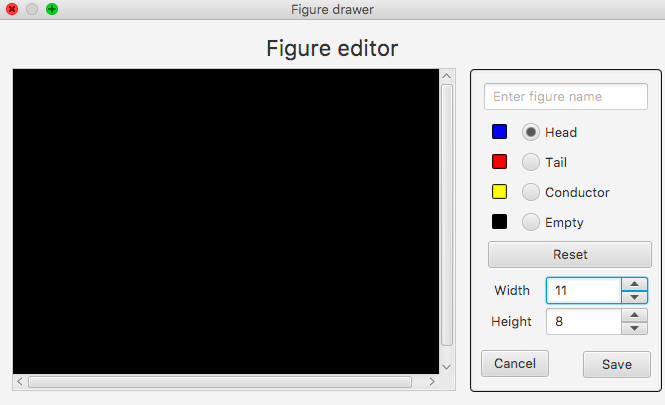 Figure drawer
Figure editor
Enter figure name
Head
Tail
Conductor
Empty
Reset
Width 11
Height 8
Cancel Save